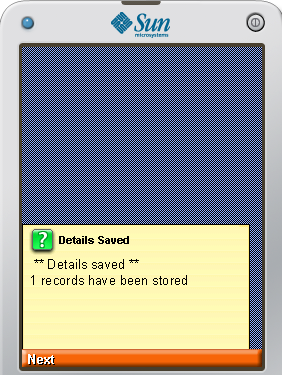 Sun
microsystems
Details Saved
** Details saved **
1 records have been stored
Next